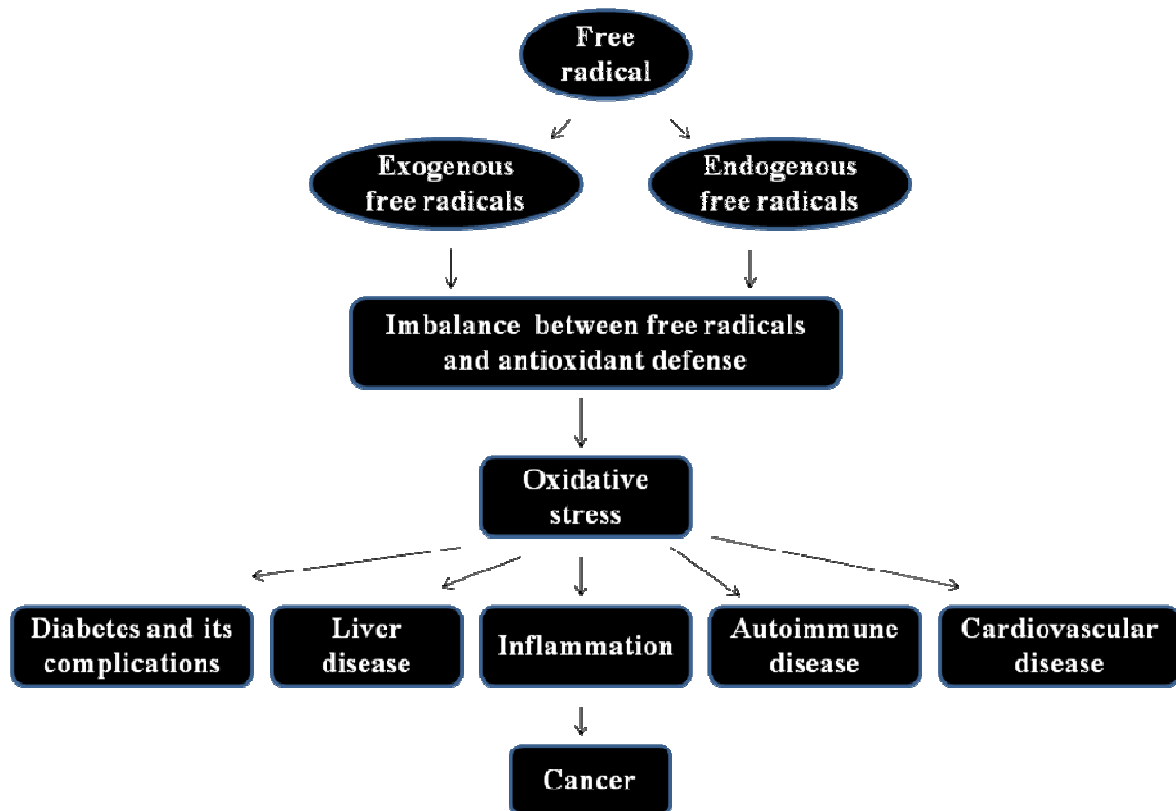 Free
radical
Exogenous
free radicals
Endogenous
free radicals
Imbalance between free radicals
and antioxidant defense
Oxidative
stress
Diabetes and its
complications
Liver
disease
Inflammation
Autoimmune
disease
Cardiovascular
disease
Cancer